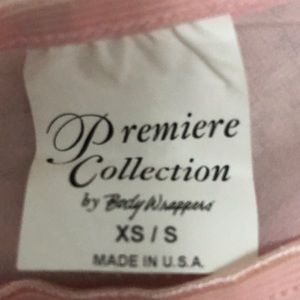 Premiere
Collection
by Body Wrappers
XS / S
MADE IN U.S.A.